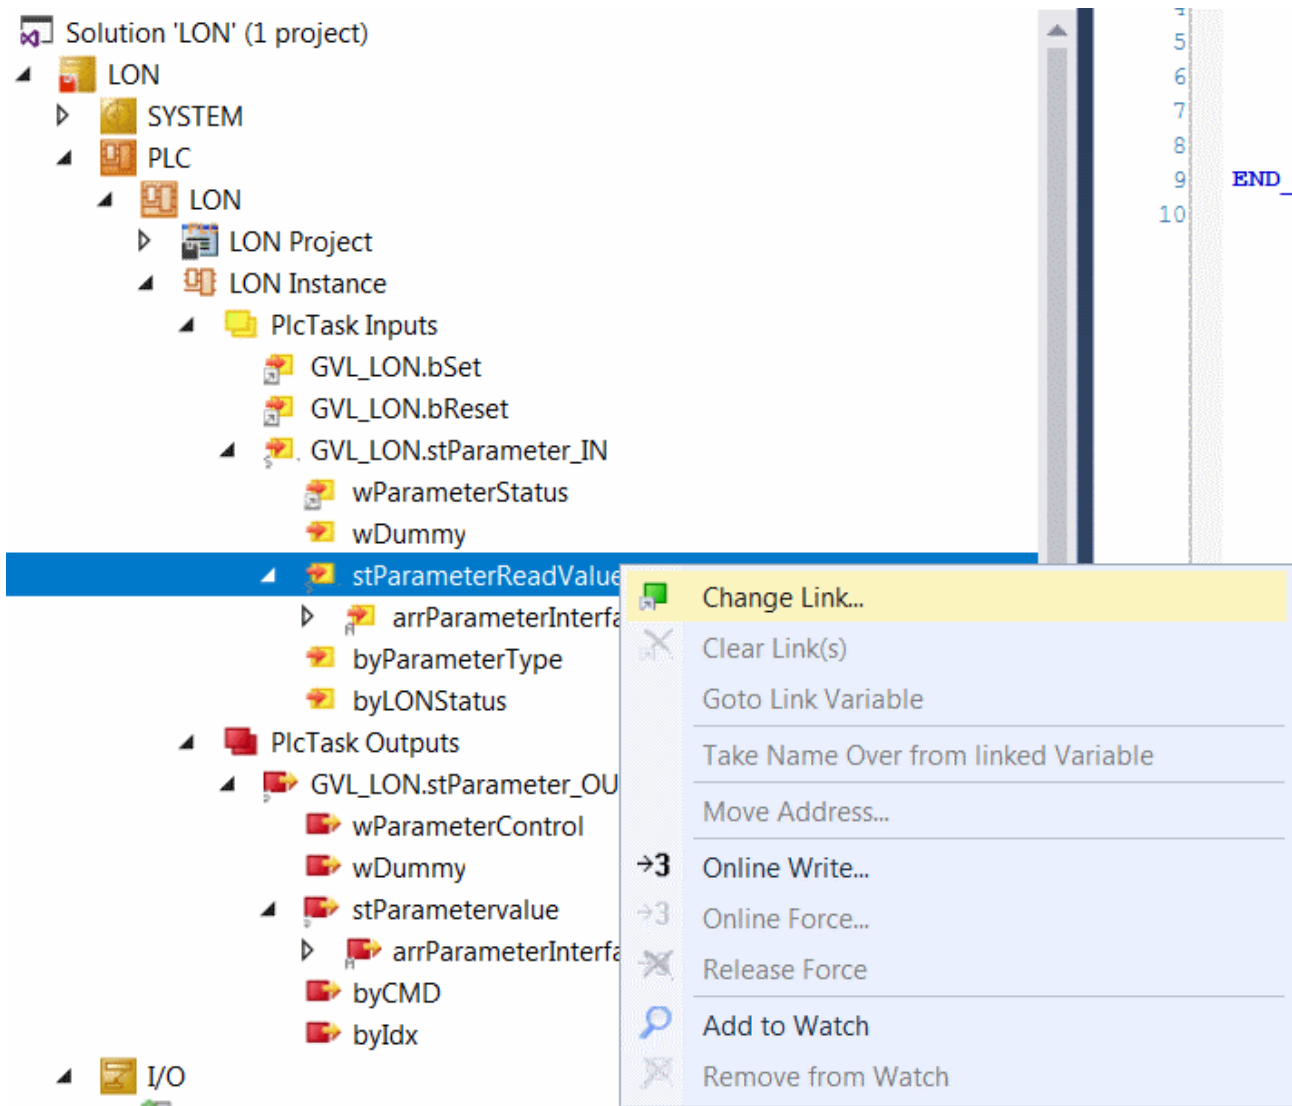 Solution 'LON' (1 project)
LON
SYSTEM
PLC
LON
LON Project
LON Instance
PlcTask Inputs
GVL_LON.bSet
GVL_LON.bReset
GVL_LON.stParameter_IN
wParameterStatus
wDummy
stParameterReadValue
arrParameterInterfa
byParameterType
byLONStatus
PlcTask Outputs
GVL_LON.stParameter_OU
wParameterControl
wDummy
stParametervalue
arrParameterInterfa
byCMD
byIdx
I/O
Change Link...
Clear Link(s)
Goto Link Variable
Take Name Over from linked Variable
Move Address...
→3 Online Write...
→3 Online Force...
Release Force
Add to Watch
Remove from Watch
5
6
7
8
9 END_
10